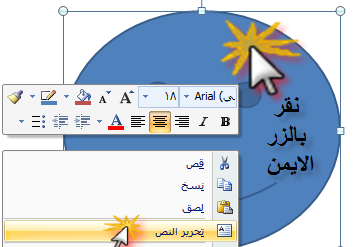 نقر
بالزر
الايمن
Arial (ي ١٨ A A
A I B
قص
نسخ
لصق
تحرير النص